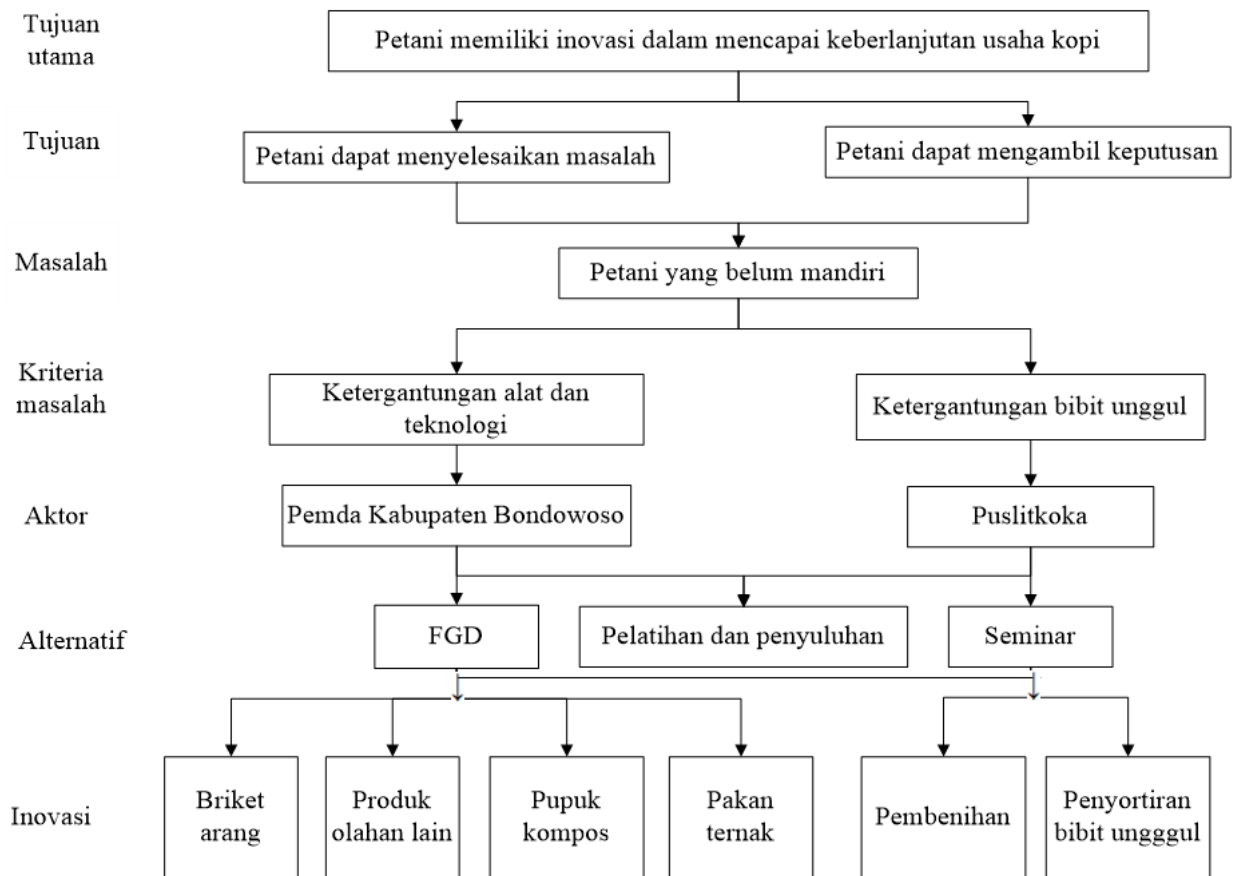 Tujuan
utama
Petani memiliki inovasi dalam mencapai keberlanjutan usaha kopi
Tujuan
Petani dapat menyelesaikan masalah
Petani dapat mengambil keputusan
Masalah
Petani yang belum mandiri
Kriteria
masalah
Ketergantungan alat dan
teknologi
Ketergantungan bibit unggul
Aktor
Pemda Kabupaten Bondowoso
Puslitkoka
Alternatif
FGD
Pelatihan dan penyuluhan
Seminar
Inovasi
Briket
arang
Produk
olahan lain
Pupuk
kompos
Pakan
ternak
Pembenihan
Penyortiran
bibit ungggul